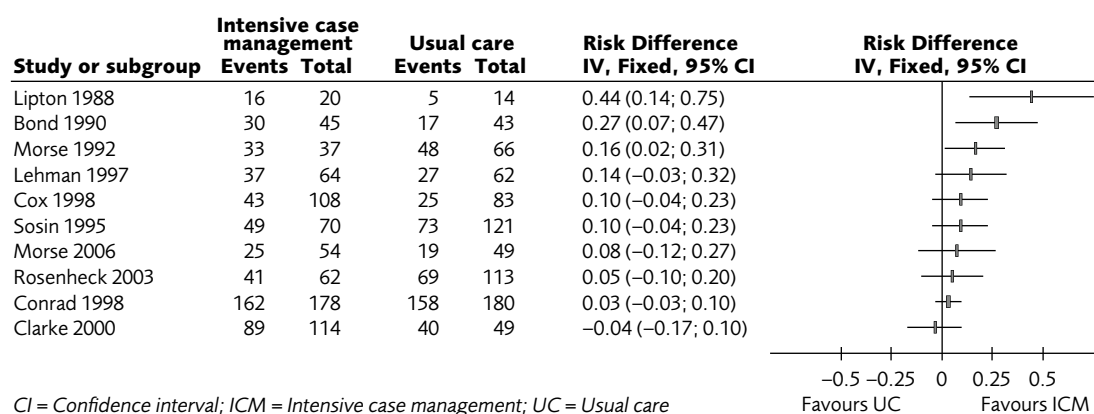 Intensive case management Usual care Risk Difference Risk Difference
Study or subgroup Events Total Events Total IV, Fixed, 95% CI IV, Fixed, 95% CI
Lipton 1988 16 20 5 14 0.44 (0.14; 0.75)
Bond 1990 30 45 17 43 0.27 (0.07; 0.47)
Morse 1992 33 37 48 66 0.16 (0.02; 0.31)
Lehman 1997 37 64 27 62 0.14 (–0.03; 0.32)
Cox 1998 43 108 25 83 0.10 (–0.04; 0.23)
Sosin 1995 49 70 73 121 0.10 (–0.04; 0.23)
Morse 2006 25 54 19 49 0.08 (–0.12; 0.27)
Rosenheck 2003 41 62 69 113 0.05 (–0.10; 0.20)
Conrad 1998 162 178 158 180 0.03 (–0.03; 0.10)
Clarke 2000 89 114 40 49 –0.04 (–0.17; 0.10)
–0.5 –0.25 0 0.25 0.5
CI = Confidence interval; ICM = Intensive case management; UC = Usual care Favours UC Favours ICM